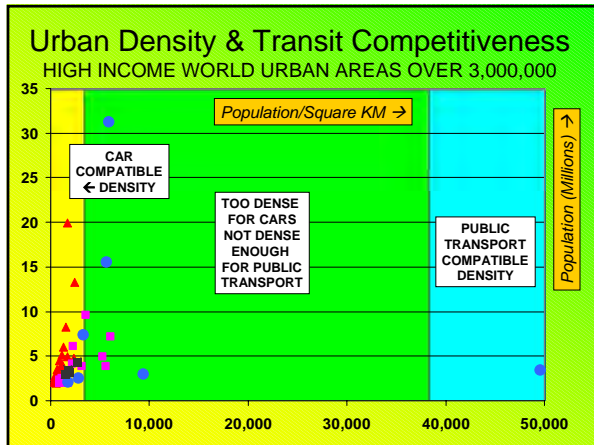 Urban Density & Transit Competitiveness
HIGH INCOME WORLD URBAN AREAS OVER 3,000,000
35
30
25
20
15
10
5
0
Population/Square KM →
CAR
COMPATIBLE
← DENSITY
TOO DENSE
FOR CARS
NOT DENSE
ENOUGH
FOR PUBLIC
TRANSPORT
PUBLIC
TRANSPORT
COMPATIBLE
DENSITY
Population (Millions) →
0
10,000
20,000
30,000
40,000
50,000